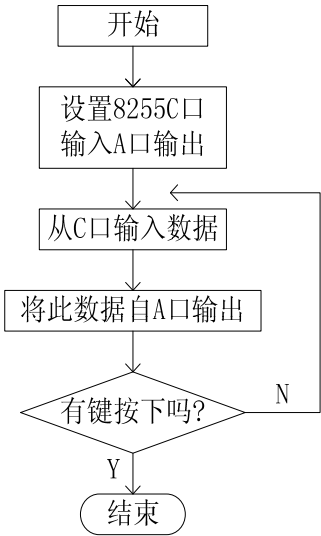 开始
设置8255C口
输入A口输出
从C口输入数据
将此数据自A口输出
有键按下吗?
N
Y
结束